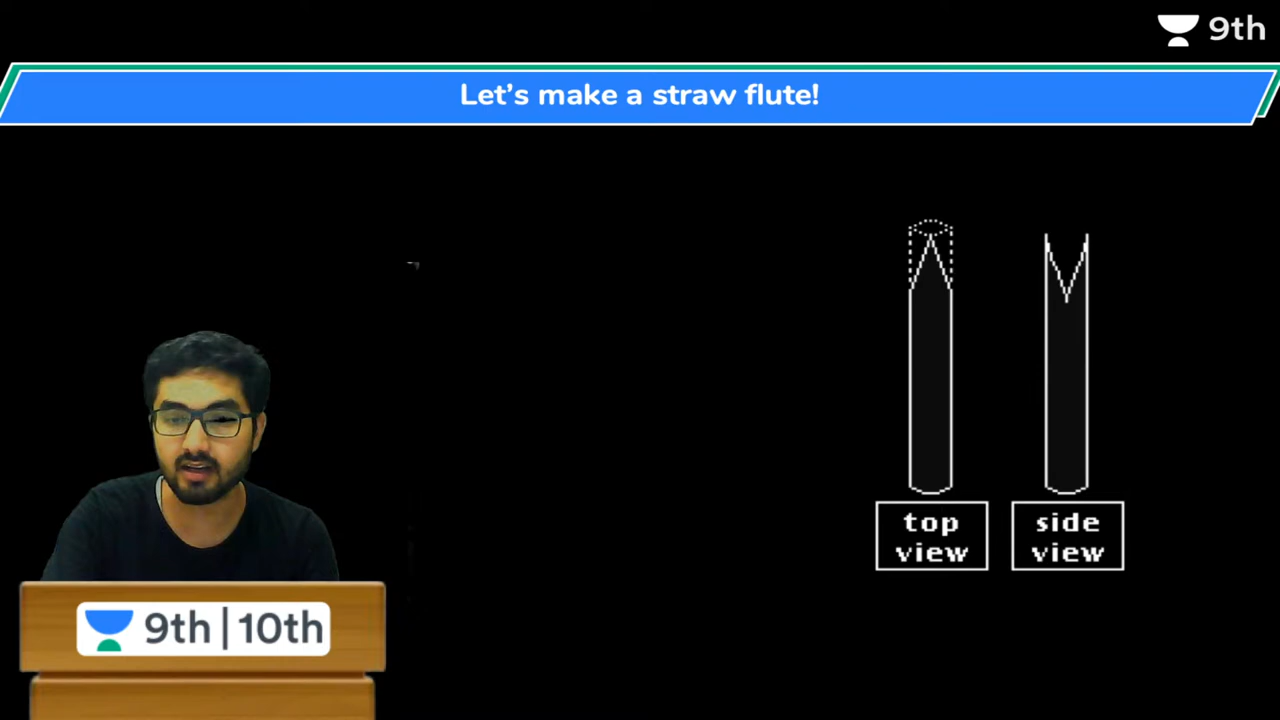 9th
Let's make a straw flute!
top
view
side
view
9th|10th